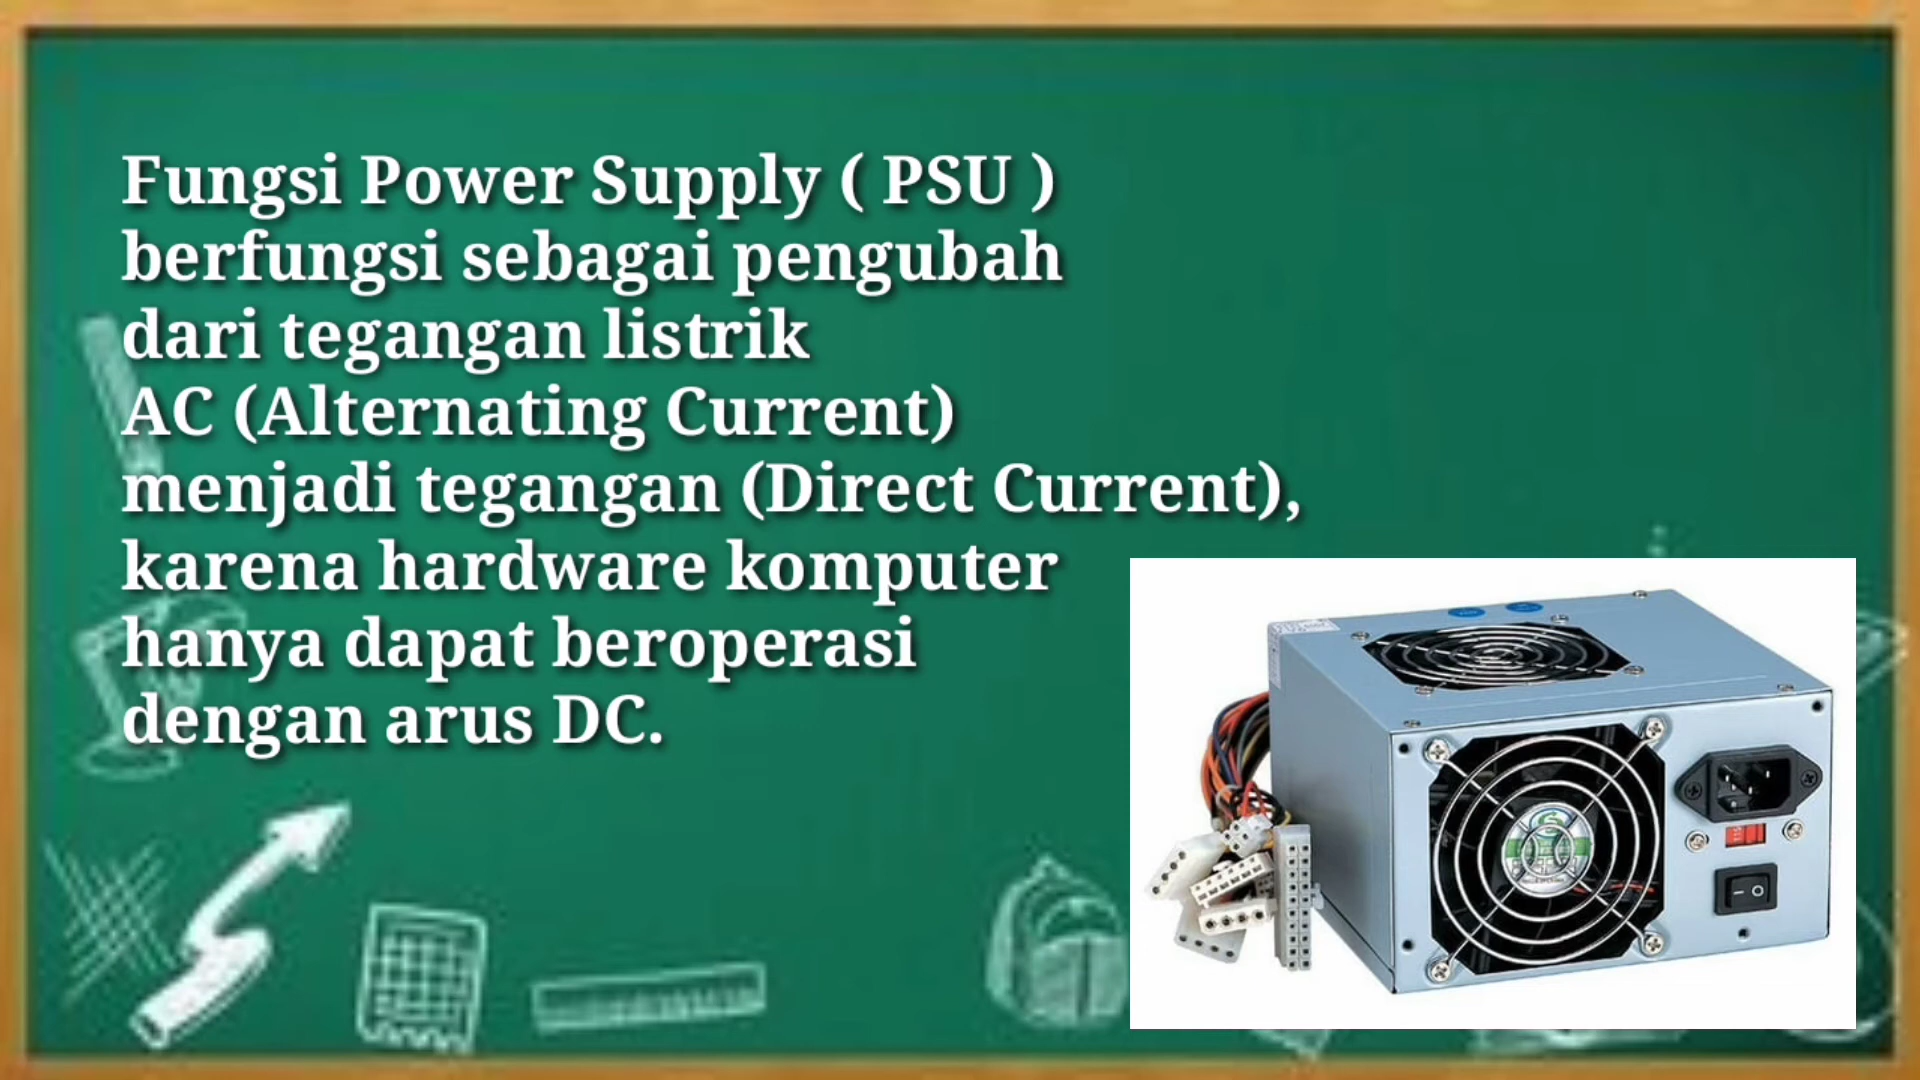 Fungsi Power Supply ( PSU )
berfungsi sebagai pengubah
dari tegangan listrik
AC (Alternating Current)
menjadi tegangan (Direct Current),
karena hardware komputer
hanya dapat beroperasi
dengan arus DC.